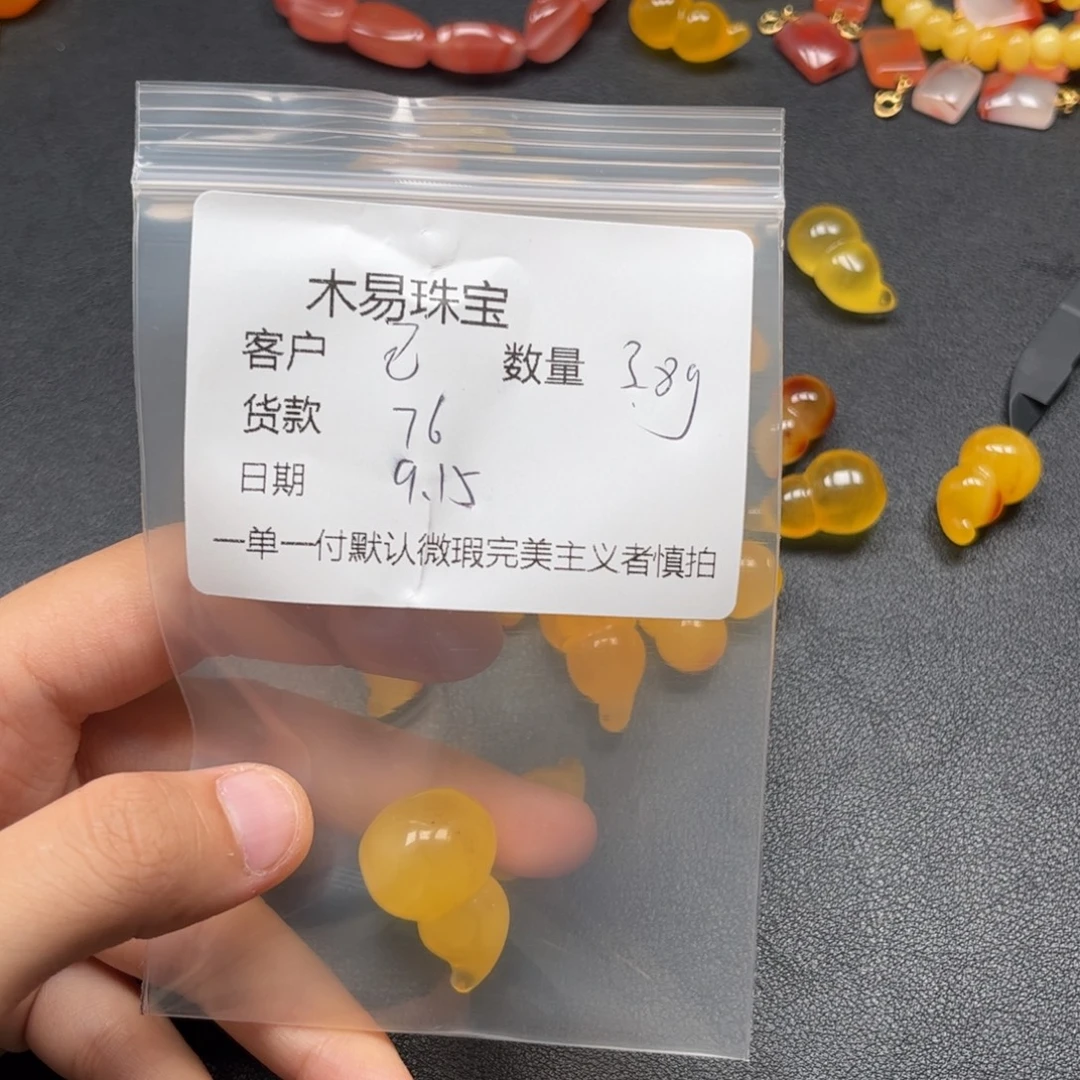 木易珠宝
客户 数量 3.8g
货款 76
日期 9.15
一单一付默认微瑕完美主义者慎拍